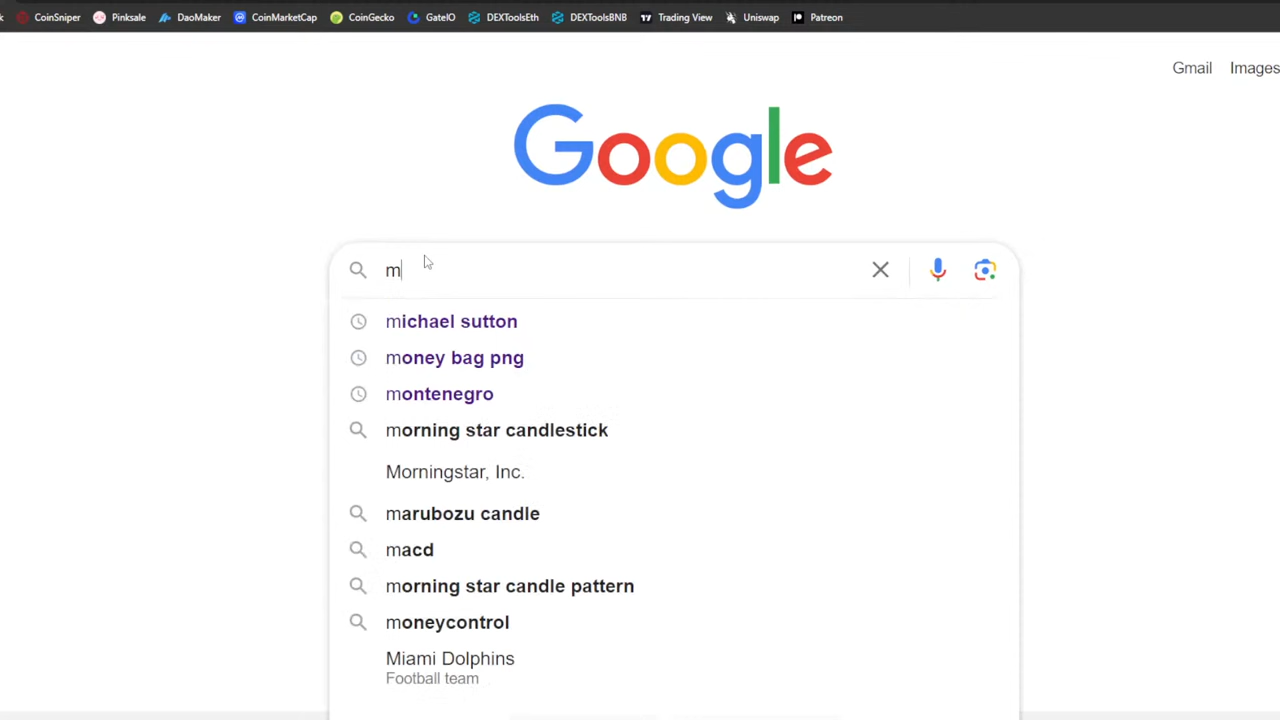 CoinSniper Pinksale DaoMaker CoinMarketCap CoinGecko GateIO DEXToolsEth DEXToolsBNB Trading View Uniswap Patreon
Gmail Images
Google
m
michael sutton
money bag png
montenegro
morning star candlestick
Morningstar, Inc.
marubozu candle
macd
morning star candle pattern
moneycontrol
Miami Dolphins
Football team